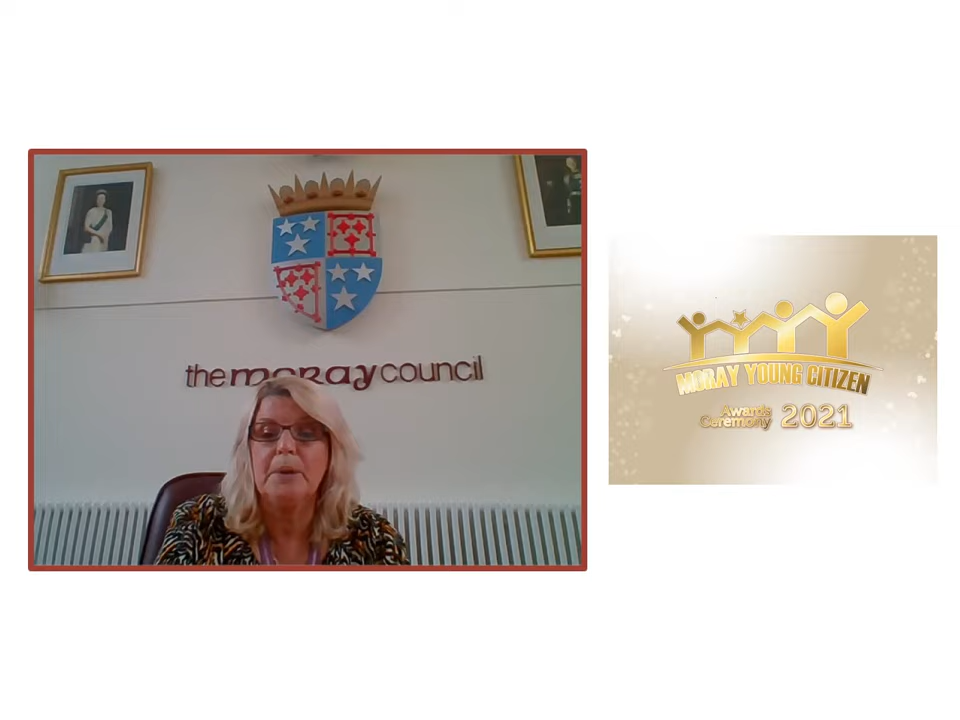 the moray council
MORAY YOUNG CITIZEN
Awards
Ceremony 2021